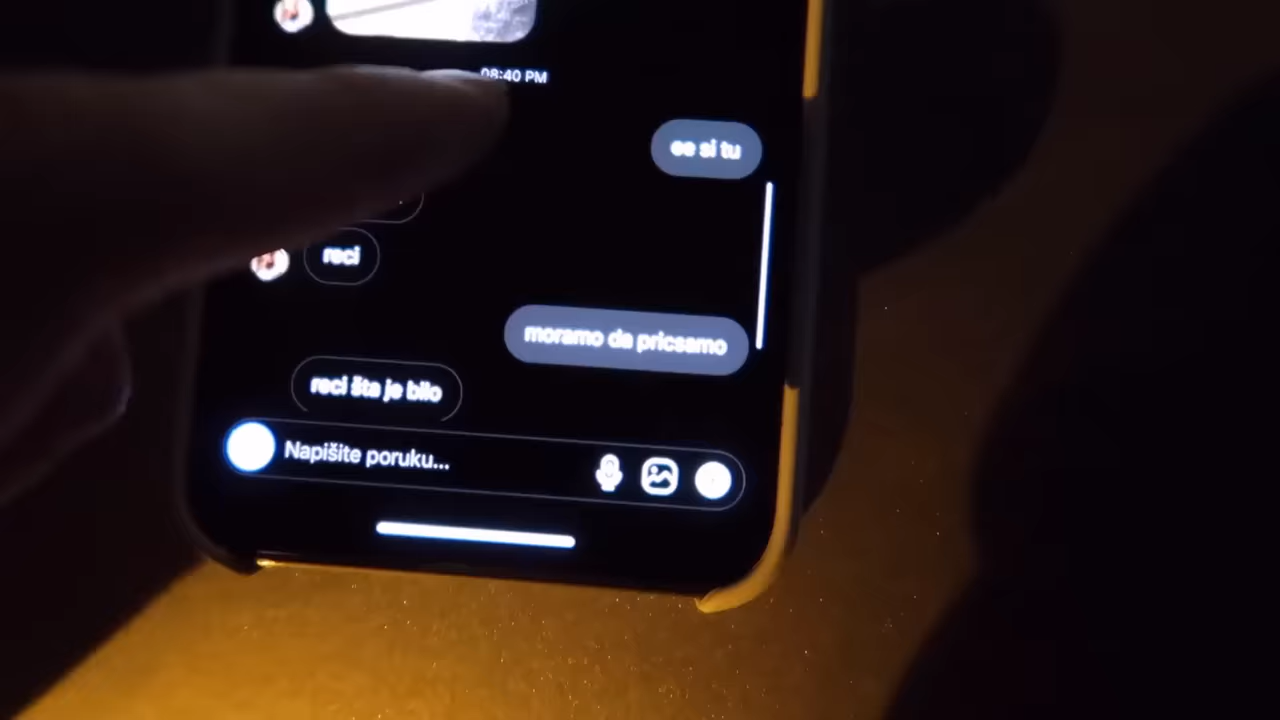 08:40 PM
ee si tu
reci
moramo da pricsamo
reci šta je bilo
Napišite poruku...